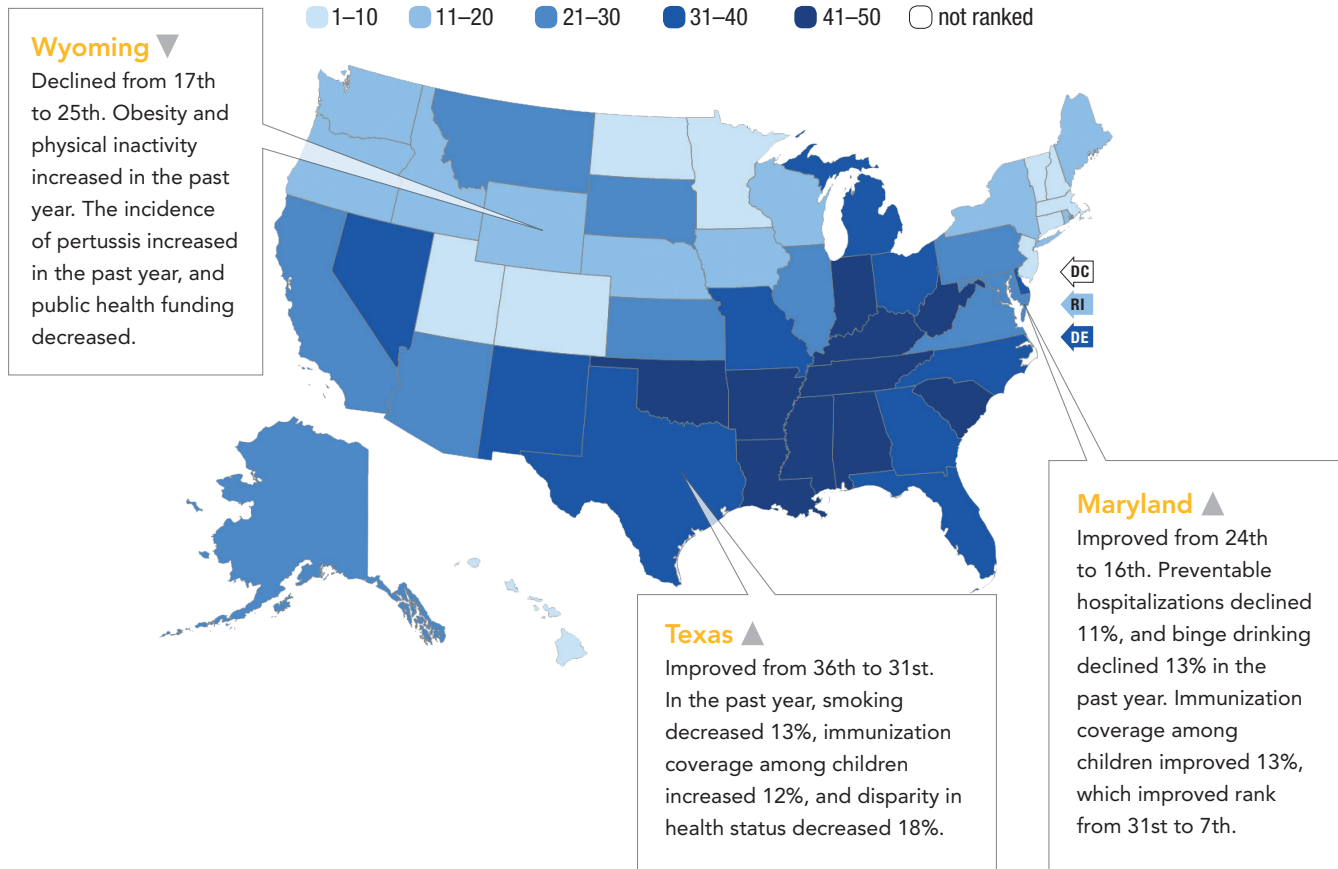 1–10 11–20 21–30 31–40 41–50 not ranked
Wyoming ▼
Declined from 17th
to 25th. Obesity and
physical inactivity
increased in the past
year. The incidence
of pertussis increased
in the past year, and
public health funding
decreased.
DC
RI
DE
Texas ▲
Improved from 36th to 31st.
In the past year, smoking
decreased 13%, immunization
coverage among children
increased 12%, and disparity in
health status decreased 18%.
Maryland ▲
Improved from 24th
to 16th. Preventable
hospitalizations declined
11%, and binge drinking
declined 13% in the
past year. Immunization
coverage among
children improved 13%,
which improved rank
from 31st to 7th.